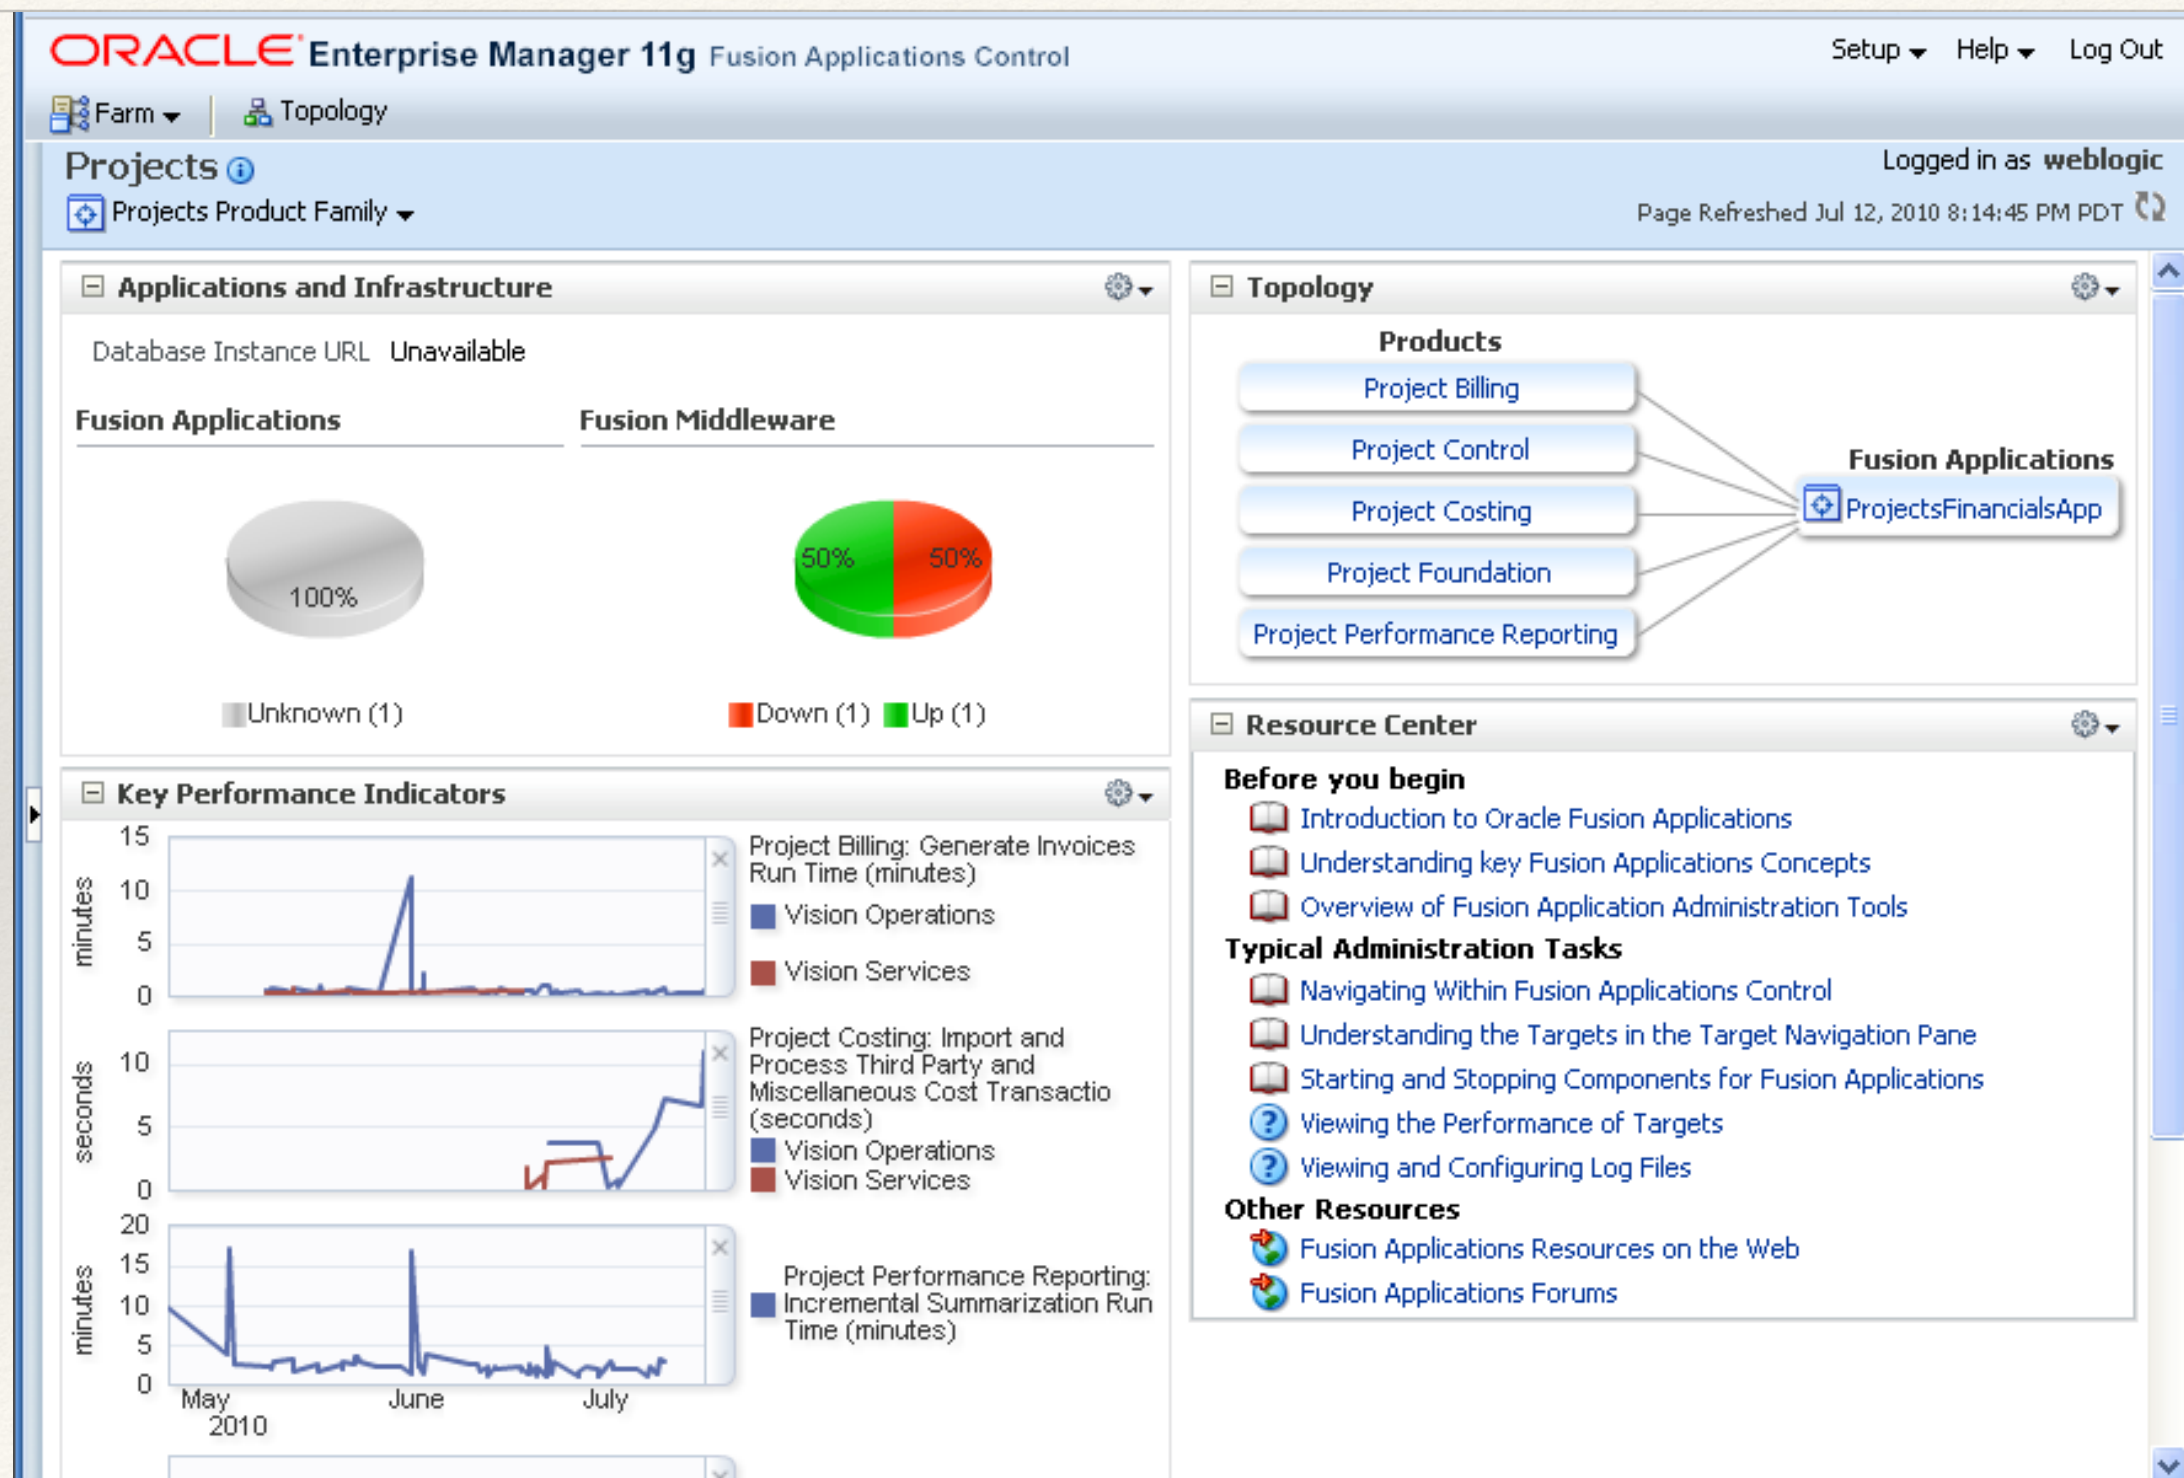 ORACLE Enterprise Manager 11g Fusion Applications Control
Setup Help Log Out
Farm Topology
Projects
Logged in as weblogic
Projects Product Family
Page Refreshed Jul 12, 2010 8:14:45 PM PDT
Applications and Infrastructure
Database Instance URL Unavailable
Fusion Applications
Fusion Middleware
100%
50% 50%
Unknown (1)
Down (1) Up (1)
Key Performance Indicators
15
10
5
0
minutes
Project Billing: Generate Invoices
Run Time (minutes)
Vision Operations
Vision Services
10
5
0
seconds
Project Costing: Import and
Process Third Party and
Miscellaneous Cost Transactio
(seconds)
Vision Operations
Vision Services
20
15
10
5
0
minutes
Project Performance Reporting:
Incremental Summarization Run
Time (minutes)
May June July
2010
Topology
Products
Project Billing
Project Control
Project Costing
Project Foundation
Project Performance Reporting
Fusion Applications
ProjectsFinancialsApp
Resource Center
Before you begin
Introduction to Oracle Fusion Applications
Understanding key Fusion Applications Concepts
Overview of Fusion Application Administration Tools
Typical Administration Tasks
Navigating Within Fusion Applications Control
Understanding the Targets in the Target Navigation Pane
Starting and Stopping Components for Fusion Applications
Viewing the Performance of Targets
Viewing and Configuring Log Files
Other Resources
Fusion Applications Resources on the Web
Fusion Applications Forums